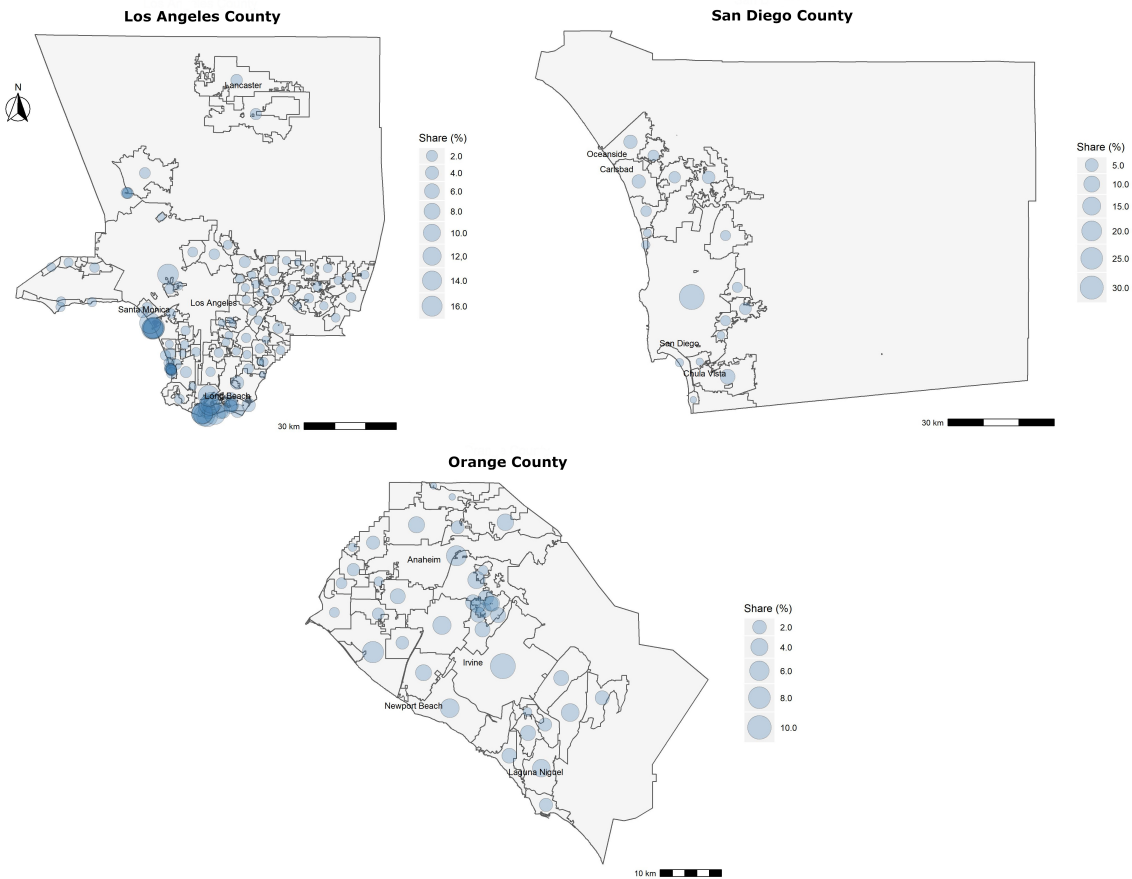 Los Angeles County
San Diego County
N
Lancaster
Santa Monica
Los Angeles
Long Beach
Share (%)
2.0
4.0
6.0
8.0
10.0
12,0
14.0
16.0
30 km
Oceanside
Carlsbad
San Diego
Chula Vista
Share (%)
5.0
10.0
15.0
20.0
25.0
30.0
30 km
Orange County
Anaheim
Irvine
Newport Beach
Laguna Niguel
Share (%)
2.0
4.0
6.0
8.0
10.0
10 km